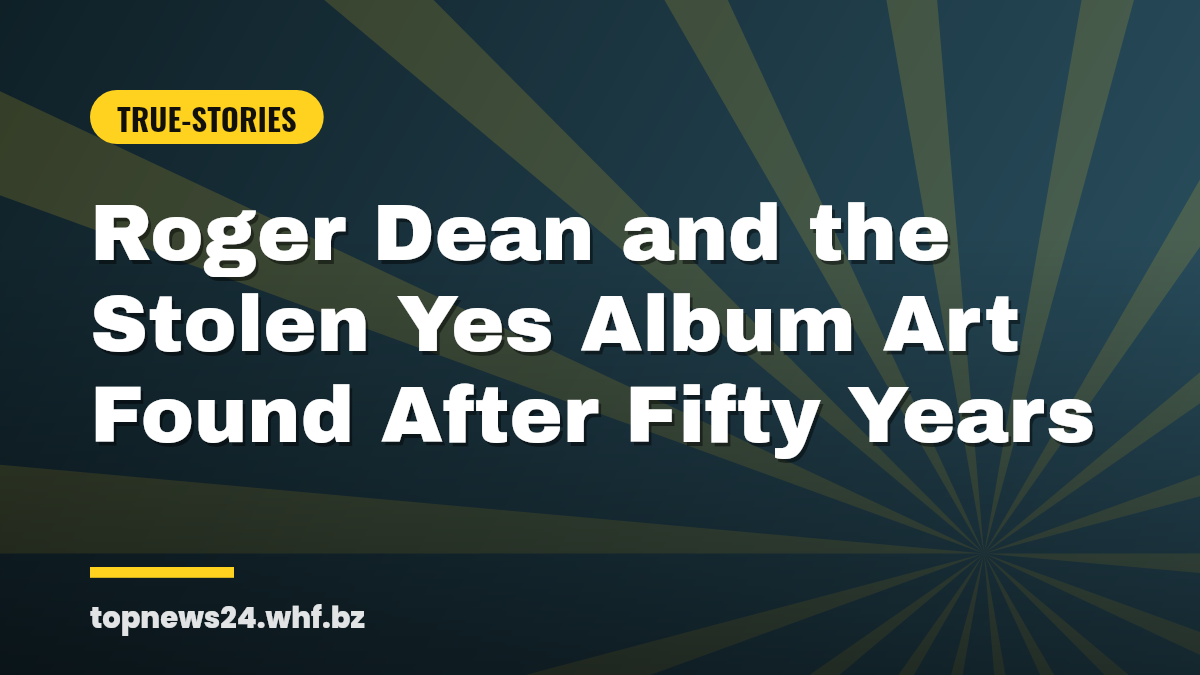 TRUE-STORIES
Roger Dean and the
Stolen Yes Album Art
Found After Fifty Years
topnews24.whf.bz